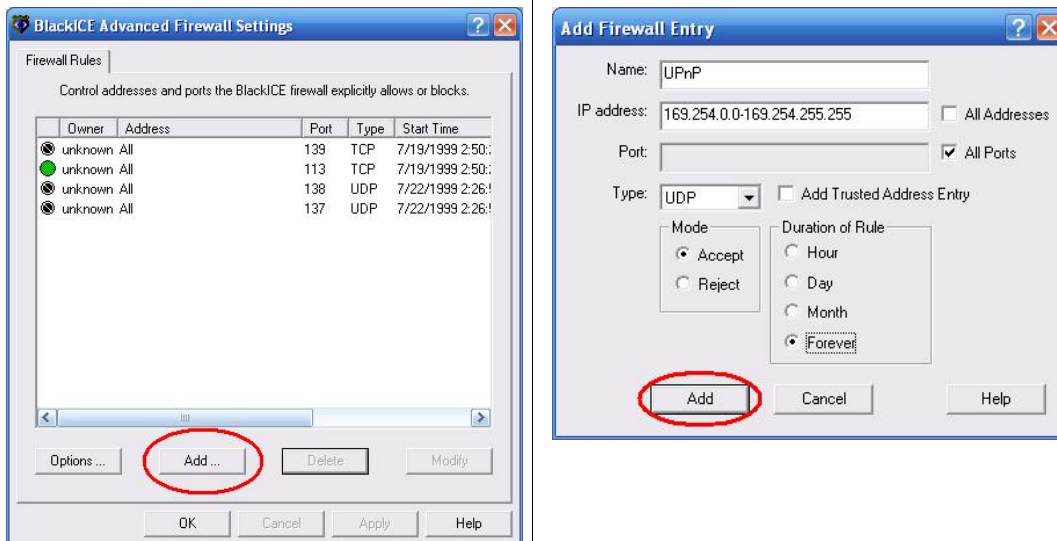 BlackICE Advanced Firewall Settings
Firewall Rules
Control addresses and ports the BlackICE firewall explicitly allows or blocks.
Owner Address Port Type Start Time
unknown All 139 TCP 7/19/1999 2:50:
unknown All 113 TCP 7/19/1999 2:50:
unknown All 138 UDP 7/22/1999 2:26:
unknown All 137 UDP 7/22/1999 2:26:
Options ... Add ... Delete Modify
OK Cancel Apply Help
Add Firewall Entry
Name: UPnP
IP address: 169.254.0.0-169.254.255.255 All Addresses
Port: All Ports
Type: UDP Add Trusted Address Entry
Mode
Accept
Reject
Duration of Rule
Hour
Day
Month
Forever
Add Cancel Help